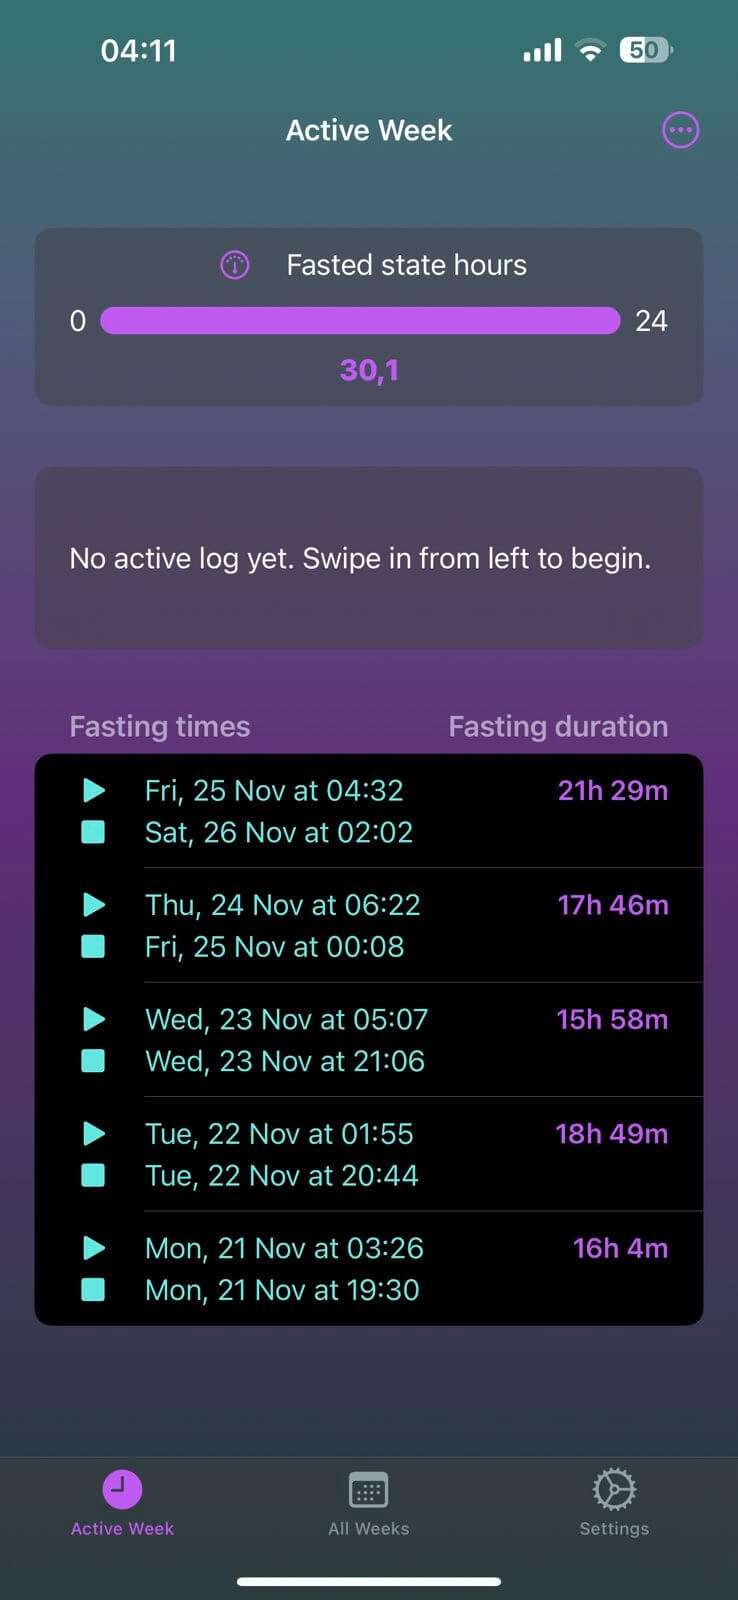 04:11
50
Active Week
Fasted state hours
0 24
30,1
No active log yet. Swipe in from left to begin.
Fasting times Fasting duration
Fri, 25 Nov at 04:32 21h 29m
Sat, 26 Nov at 02:02
Thu, 24 Nov at 06:22 17h 46m
Fri, 25 Nov at 00:08
Wed, 23 Nov at 05:07 15h 58m
Wed, 23 Nov at 21:06
Tue, 22 Nov at 01:55 18h 49m
Tue, 22 Nov at 20:44
Mon, 21 Nov at 03:26 16h 4m
Mon, 21 Nov at 19:30
Active Week All Weeks Settings